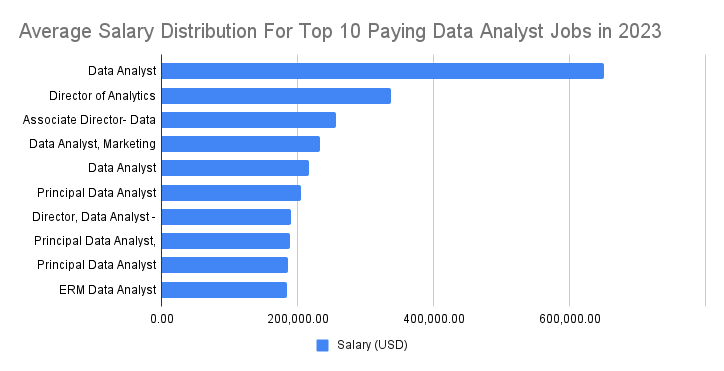 Average Salary Distribution For Top 10 Paying Data Analyst Jobs in 2023
Data Analyst
Director of Analytics
Associate Director- Data
Data Analyst, Marketing
Data Analyst
Principal Data Analyst
Director, Data Analyst -
Principal Data Analyst,
Principal Data Analyst
ERM Data Analyst
0.00 200,000.00 400,000.00 600,000.00
Salary (USD)